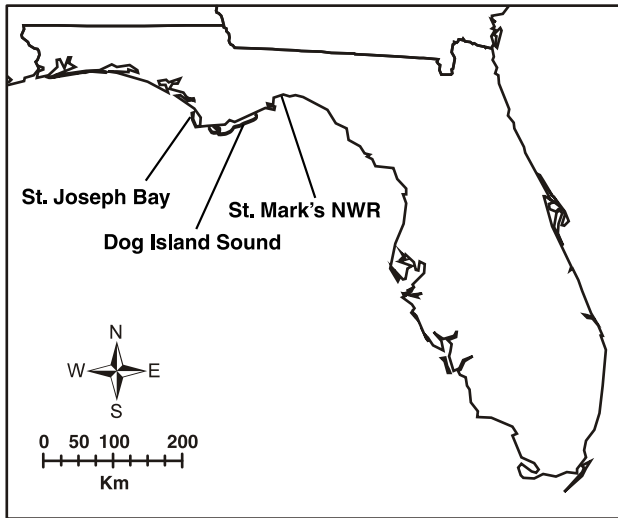 St. Joseph Bay
St. Mark's NWR
Dog Island Sound
N
W E
S
0 50 100 200
Km